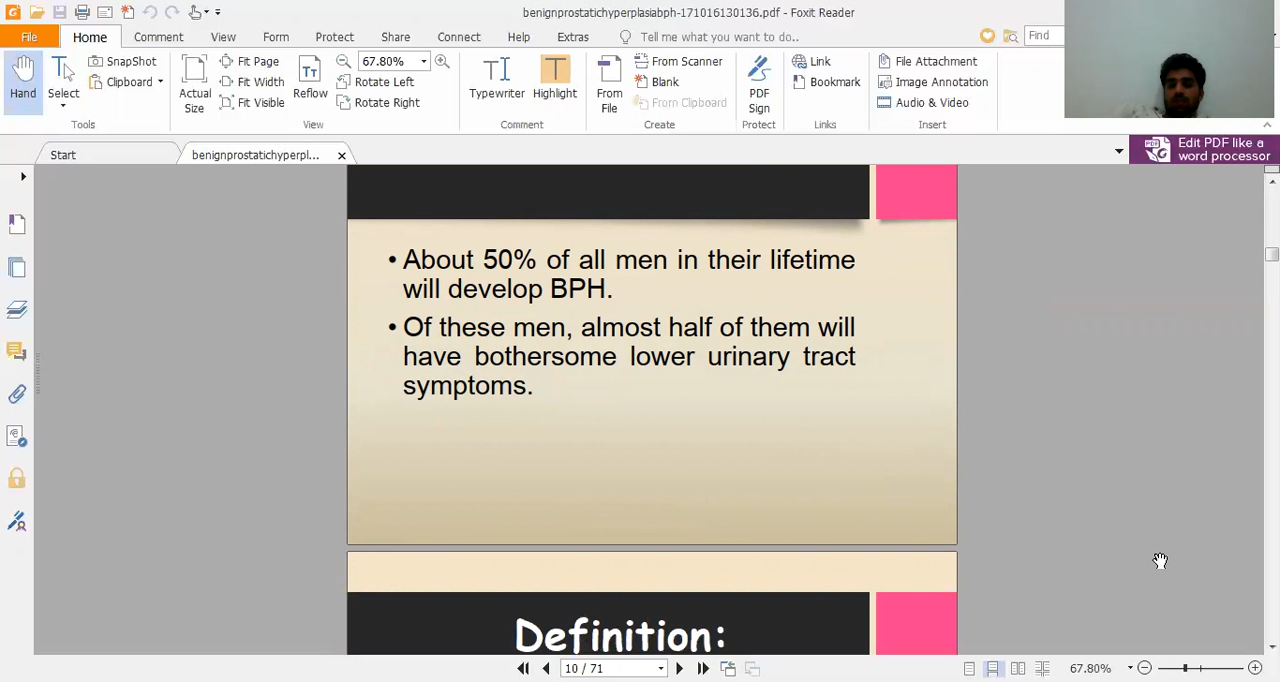 benignprostatichyperplasiabph-171016130136.pdf - Foxit Reader
File Home Comment View Form Protect Share Connect Help Extras Tell me what you want to do.. Find
Hand
Select
SnapShot
Clipboard
Tools
Actual Size
Fit Page
Fit Width
Fit Visible
Reflow
67.80%
Rotate Left
Rotate Right
View
Typewriter
Highlight
Comment
From File
From Scanner
Blank
From Clipboard
Create
PDF Sign
Protect
Link
Bookmark
Links
File Attachment
Image Annotation
Audio & Video
Insert
Start
benignprostatichyperpl...
Edit PDF like a
word processor
• About 50% of all men in their lifetime
will develop BPH.
• Of these men, almost half of them will
have bothersome lower urinary tract
symptoms.
Definition:
10 / 71
67.80%